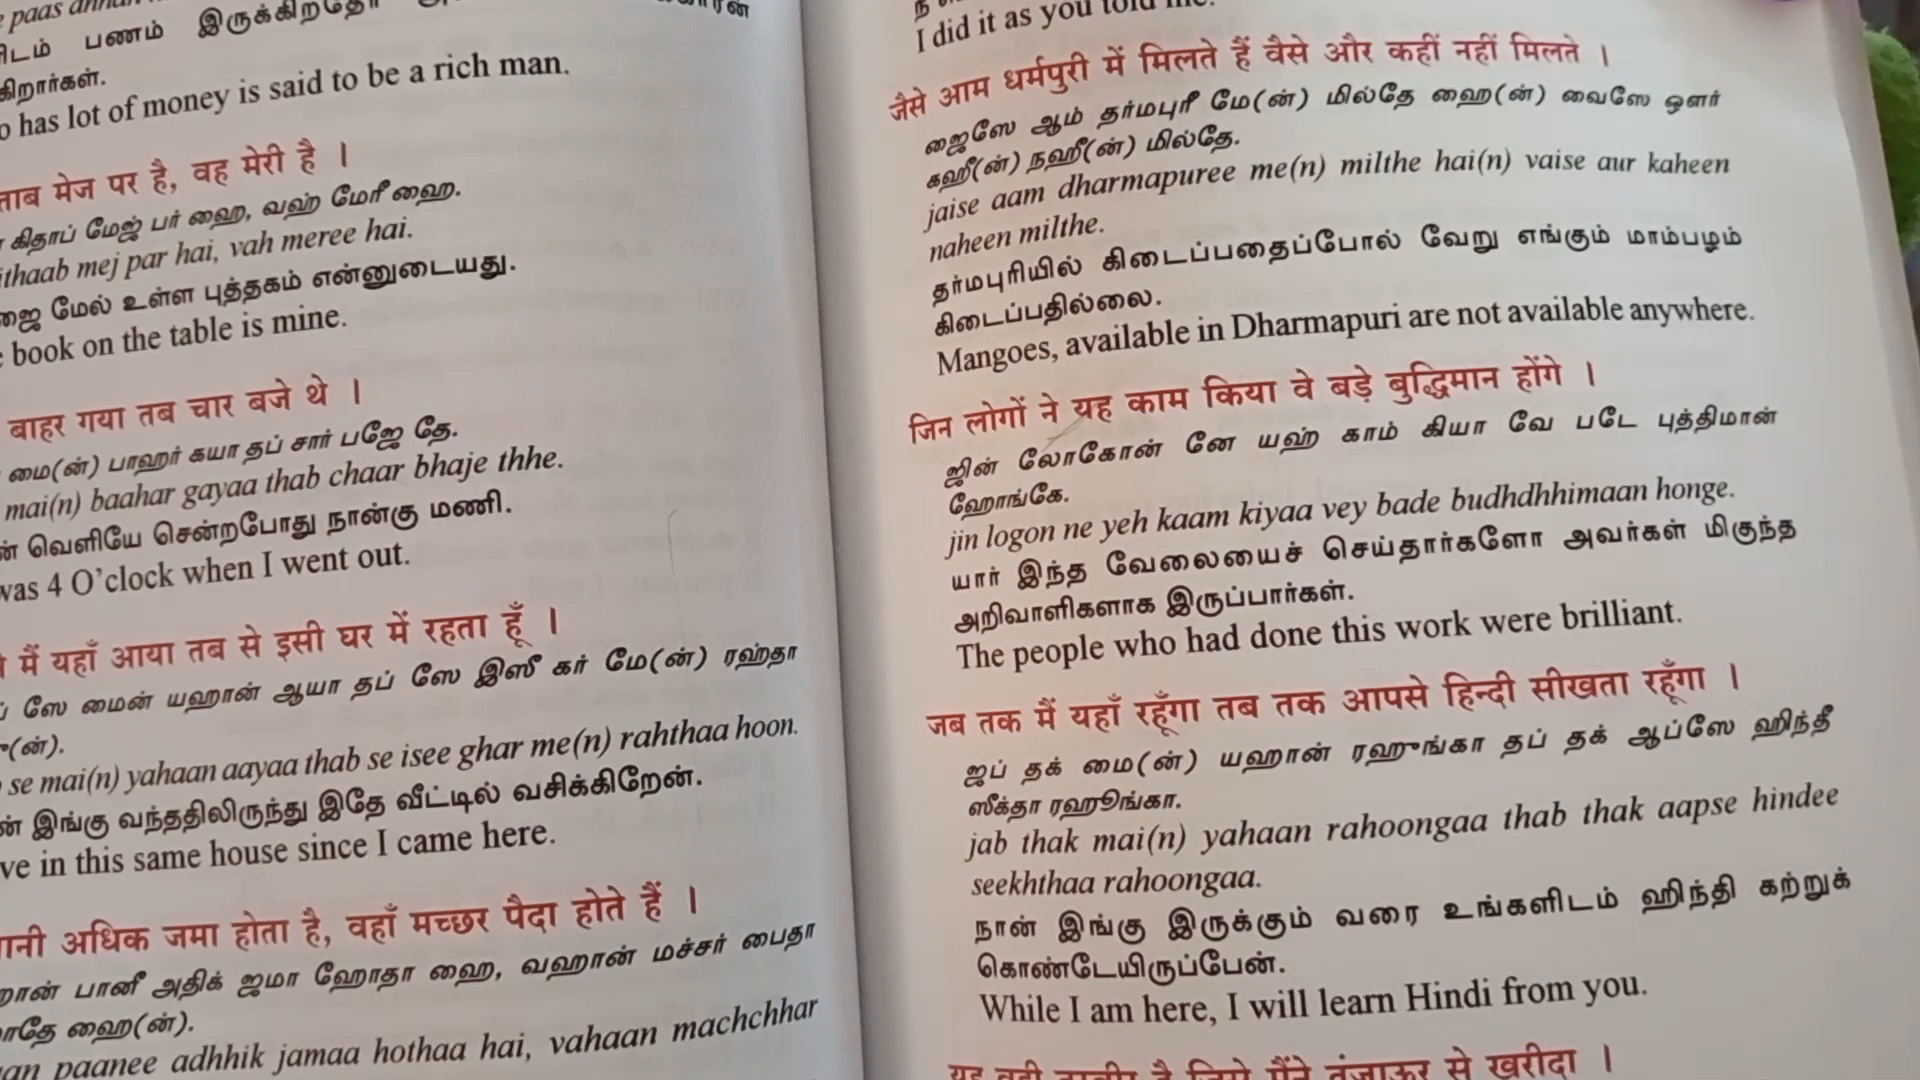 paas
பணம் இருக்கிறதோ
கிறார்கள்.
has lot of money is said to be a rich man.
मेज पर है, वह मेरी है ।
கிதாப் மேஜ் பர் ஹை, வஹ் மேரீ ஹை.
mej par hai, vah meree hai.
மேல் உள்ள புத்தகம் என்னுடையது.
book on the table is mine.
बाहर गया तब चार बजे थे ।
மை(ன்) பாஹர் கயா தப் சார் பஜே தே.
mai(n) baahar gayaa thab chaar bhaje thhe.
வெளியே சென்றபோது நான்கு மணி.
was 4 O'clock when I went out.
मैं यहाँ आया तब से इसी घर में रहता हूँ ।
ஸே மைன் யஹான் ஆயா தப் ஸே இஸீ கர் மே(ன்) ரஹ்தா
(ன்).
se mai(n) yahaan aayaa thab se isee ghar me(n) rahthaa hoon.
இங்கு வந்ததிலிருந்து இதே வீட்டில் வசிக்கிறேன்.
in this same house since I came here.
अधिक जमा होता है, वहाँ मच्छर पैदा होते हैं ।
பானீ அதிக் ஜமா ஹோதா ஹை, வஹான் மச்சர் பைதா
ஹை(ன்).
paanee adhhik jamaa hothaa hai, vahaan machchhar
I did it as you told me.
जैसे आम धर्मपुरी में मिलते हैं वैसे और कहीं नहीं मिलते ।
ஜைஸே ஆம் தர்மபுரீ மே(ன்) மில்தே ஹை(ன்) வைஸே ஔர்
கஹீ(ன்) நஹீ(ன்) மில்தே.
jaise aam dharmapuree me(n) milthe hai(n) vaise aur kaheen
naheen milthe.
தர்மபுரியில் கிடைப்பதைப்போல் வேறு எங்கும் மாம்பழம்
கிடைப்பதில்லை.
Mangoes, available in Dharmapuri are not available anywhere.
जिन लोगों ने यह काम किया वे बड़े बुद्धिमान होंगे ।
ஜின் லோகோன் னே யஹ் காம் கியா வே படே புத்திமான்
ஹோங்கே.
jin logon ne yeh kaam kiyaa vey bade budhdhhimaan honge.
யார் இந்த வேலையைச் செய்தார்களோ அவர்கள் மிகுந்த
அறிவாளிகளாக இருப்பார்கள்.
The people who had done this work were brilliant.
जब तक मैं यहाँ रहूँगा तब तक आपसे हिन्दी सीखता रहूँगा ।
ஜப் தக் மை(ன்) யஹான் ரஹுங்கா தப் தக் ஆப்ஸே ஹிந்தீ
ஸீக்தா ரஹூங்கா.
jab thak mai(n) yahaan rahoongaa thab thak aapse hindee
seekhthaa rahoongaa.
நான் இங்கு இருக்கும் வரை உங்களிடம் ஹிந்தி கற்றுக்
கொண்டேயிருப்பேன்.
While I am here, I will learn Hindi from you.
से खरीदा ।